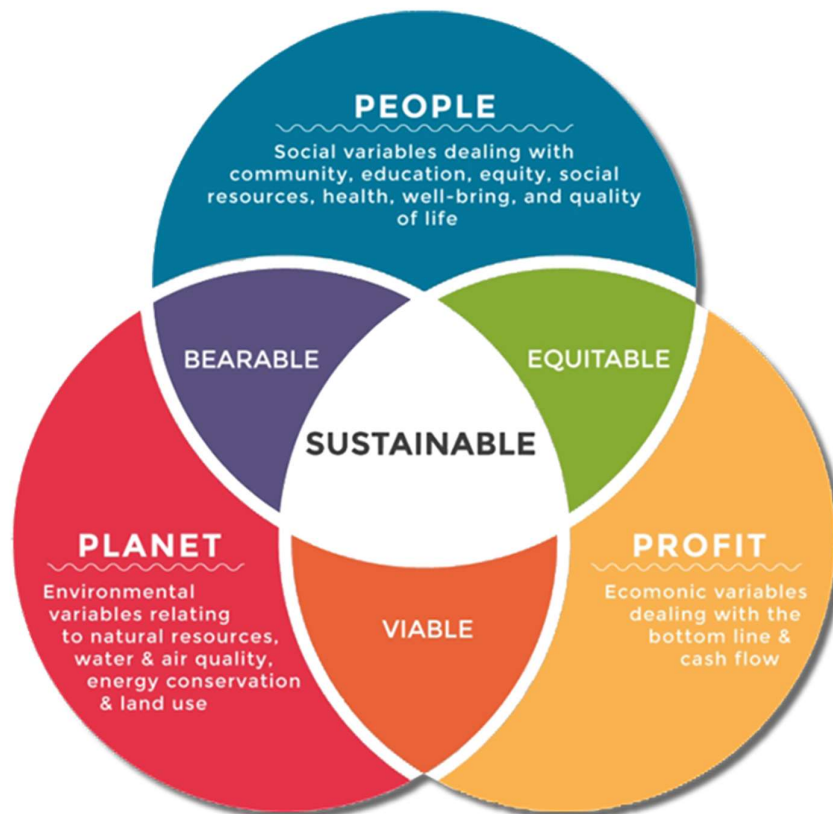 PEOPLE
Social variables dealing with
community, education, equity, social
resources, health, well-bring, and quality
of life
BEARABLE
EQUITABLE
SUSTAINABLE
PLANET
Environmental
variables relating
to natural resources,
water & air quality,
energy conservation
& land use
VIABLE
PROFIT
Ecomonic variables
dealing with the
bottom line &
cash flow